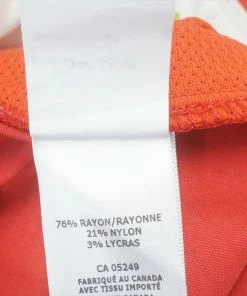 76% RAYON/RAYONNE
21% NYLON
3% LYCRAS
CA 05249
FABRIQUÉ AU CANADA
AVEC TISSU IMPORTÉ